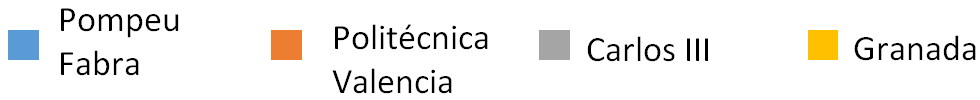 Pompeu
Fabra
Politécnica
Valencia
Carlos III
Granada